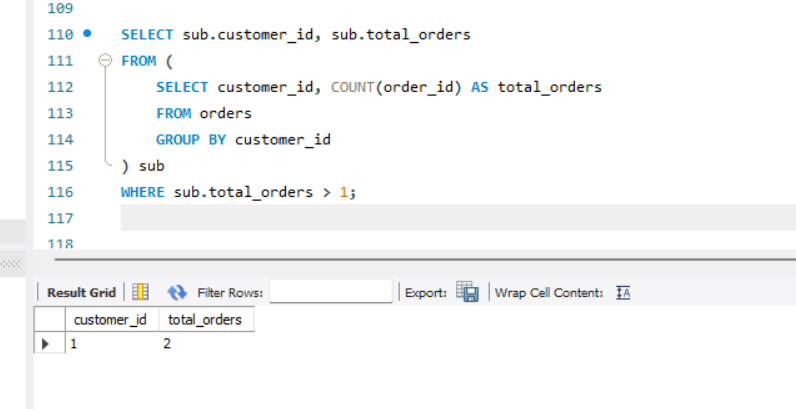 109
110 SELECT sub.customer_id, sub.total_orders
111 FROM (
112 SELECT customer_id, COUNT(order_id) AS total_orders
113 FROM orders
114 GROUP BY customer_id
115 ) sub
116 WHERE sub.total_orders > 1;
117
118
Result Grid Filter Rows: Export: Wrap Cell Content: IA
customer_id total_orders
1 2